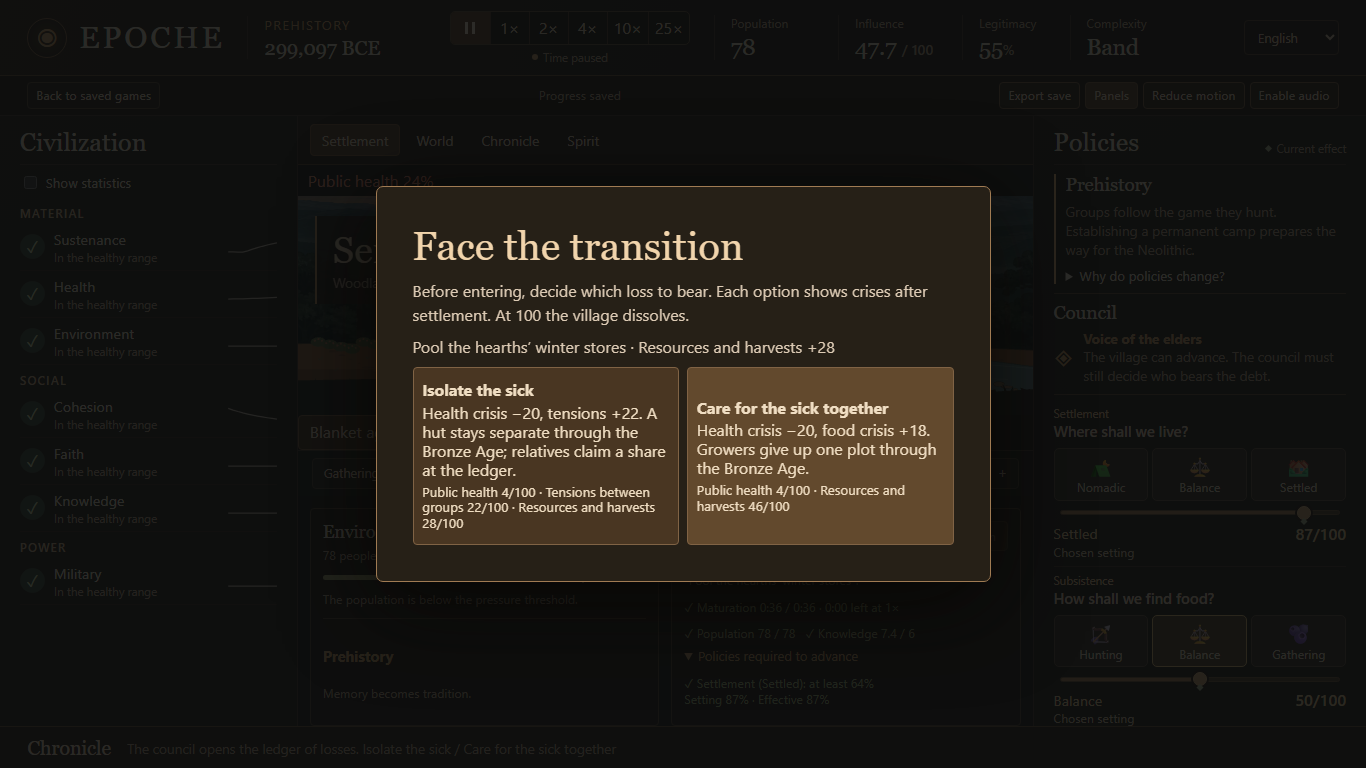 EPOCHE
PREHISTORY
299,097 BCE
1×
2×
4×
10×
25×
Time paused
Population
78
Influence
47.7 / 100
Legitimacy
55%
Complexity
Band
English
Back to saved games
Progress saved
Export save
Panels
Reduce motion
Enable audio
Civilization
Show statistics
MATERIAL
Sustenance
In the healthy range
Health
In the healthy range
Environment
In the healthy range
SOCIAL
Cohesion
In the healthy range
Faith
In the healthy range
Knowledge
In the healthy range
POWER
Military
In the healthy range
Settlement
World
Chronicle
Spirit
Public health 24%
Face the transition
Before entering, decide which loss to bear. Each option shows crises after
settlement. At 100 the village dissolves.
Pool the hearths’ winter stores · Resources and harvests +28
Isolate the sick
Health crisis −20, tensions +22. A
hut stays separate through the
Bronze Age; relatives claim a share
at the ledger.
Public health 4/100 · Tensions between
groups 22/100 · Resources and harvests
28/100
Care for the sick together
Health crisis −20, food crisis +18.
Growers give up one plot through
the Bronze Age.
Public health 4/100 · Resources and
harvests 46/100
The population is below the pressure threshold.
Prehistory
Memory becomes tradition.
✓ Maturation 0:36 / 0:36 · 0:00 left at 1×
✓ Population 78 / 78 ✓ Knowledge 7.4 / 6
▼ Policies required to advance
✓ Settlement (Settled): at least 64%
Setting 87% · Effective 87%
Policies
Current effect
Prehistory
Groups follow the game they hunt.
Establishing a permanent camp prepares the
way for the Neolithic.
▶ Why do policies change?
Council
Voice of the elders
The village can advance. The council must
still decide who bears the debt.
Settlement
Where shall we live?
Nomadic
Balance
Settled
Settled
87/100
Chosen setting
Subsistence
How shall we find food?
Hunting
Balance
Gathering
Balance
50/100
Chosen setting
Chronicle
The council opens the ledger of losses. Isolate the sick / Care for the sick together